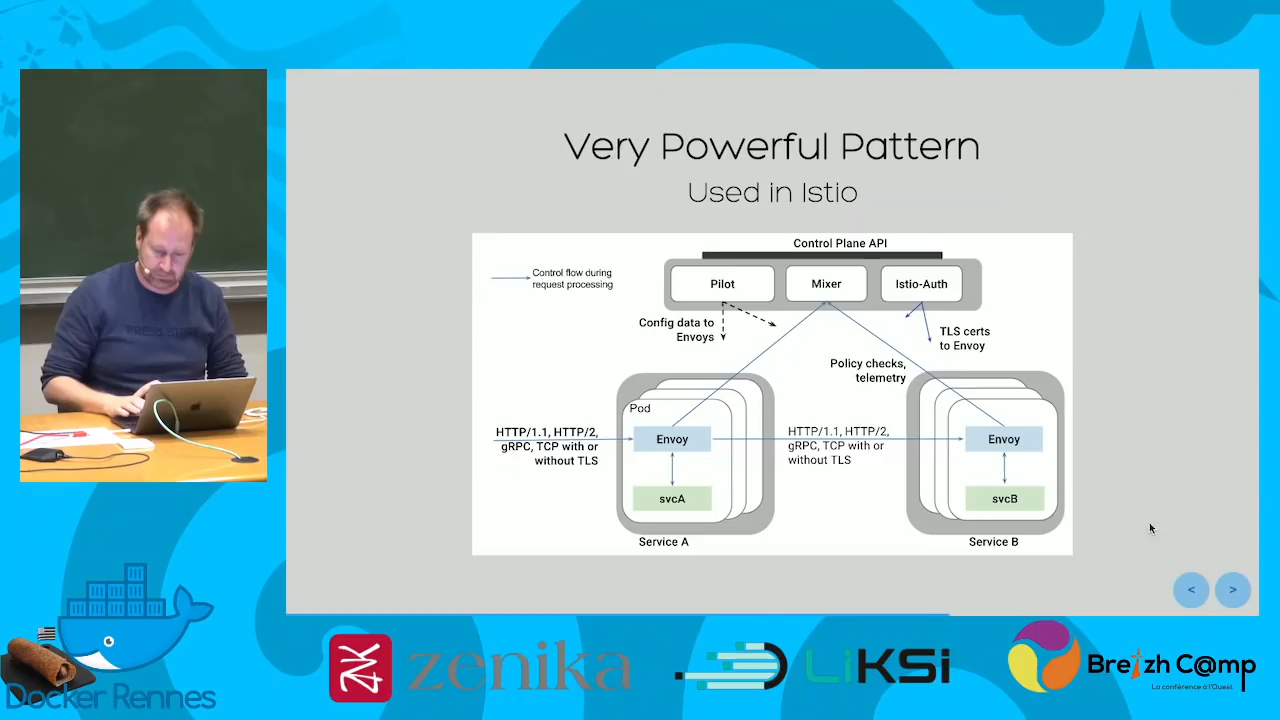 Very Powerful Pattern
Used in Istio
Control Plane API
Control flow during
request processing
Pilot
Mixer
Istio-Auth
Config data to
Envoys
TLS certs
to Envoy
Policy checks,
telemetry
Pod
HTTP/1.1, HTTP/2,
gRPC, TCP with or
without TLS
Envoy
HTTP/1.1, HTTP/2,
gRPC, TCP with or
without TLS
Envoy
svcA
svcB
Service A
Service B
<
>
Docker Rennes
zenika
LiKSi
Breizh C@mp
La conférence à l'Ouest